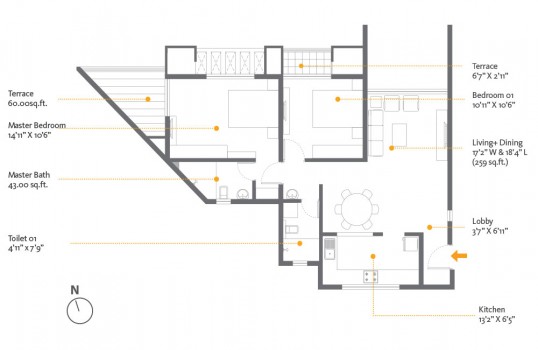 Terrace
6'7" X 2'11"
Terrace
60.00sq.ft.
Bedroom 01
10'11" X 10'6"
Master Bedroom
14'11" X 10'6"
Living+ Dining
17'2" W & 18'4" L
(259 sq.ft.)
Master Bath
43.00 sq.ft.
Lobby
3'7" X 6'11"
Toilet 01
4'11" x 7'9"
N
Kitchen
13'2" X 6'5"